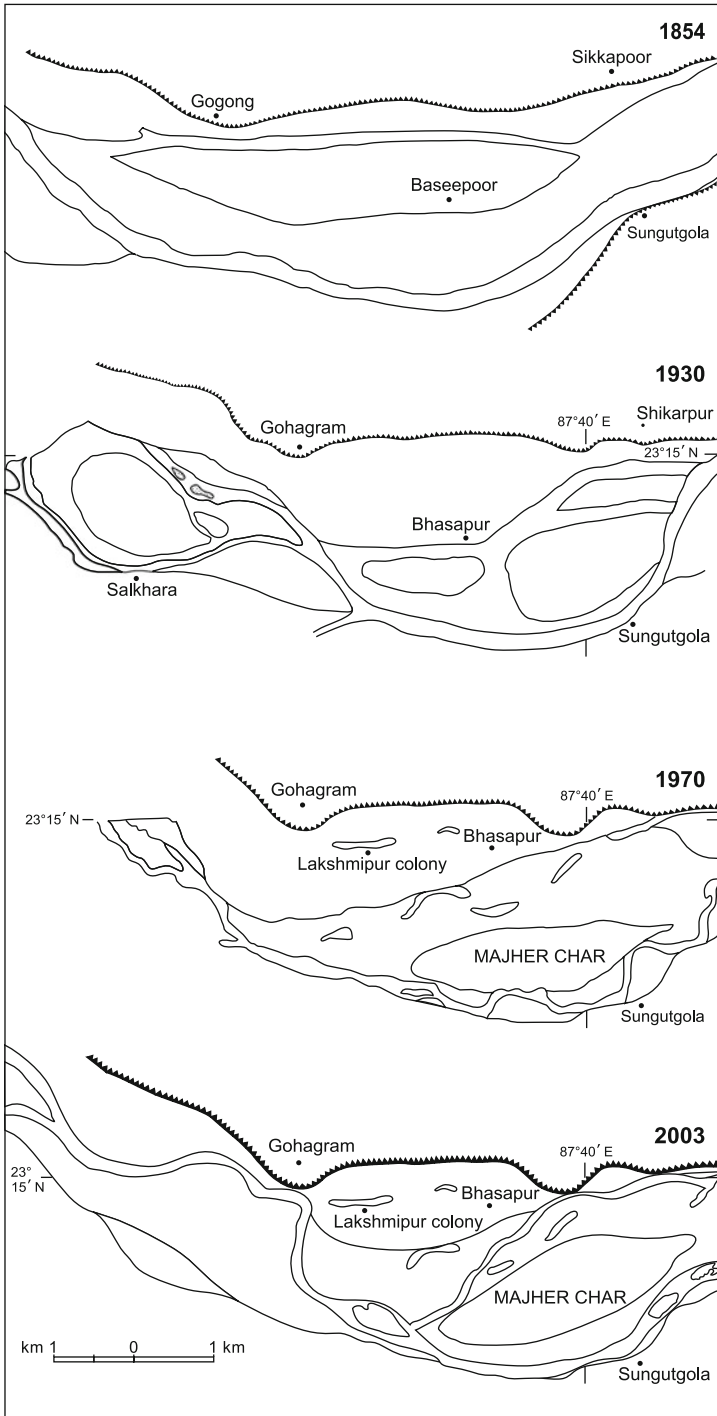 1854
Sikkapoor
Gogong
Baseepoor
Sungutgola
1930
Shikarpur
87°40′ E
Gohagram
23°15′ N
Bhasapur
Salkhara
Sungutgola
1970
Gohagram
87°40′ E
23°15′ N
Bhasapur
Lakshmipur colony
MAJHER CHAR
Sungutgola
2003
Gohagram
87°40′ E
23°
15′ N
Bhasapur
Lakshmipur colony
MAJHER CHAR
km 1 0 1 km
Sungutgola